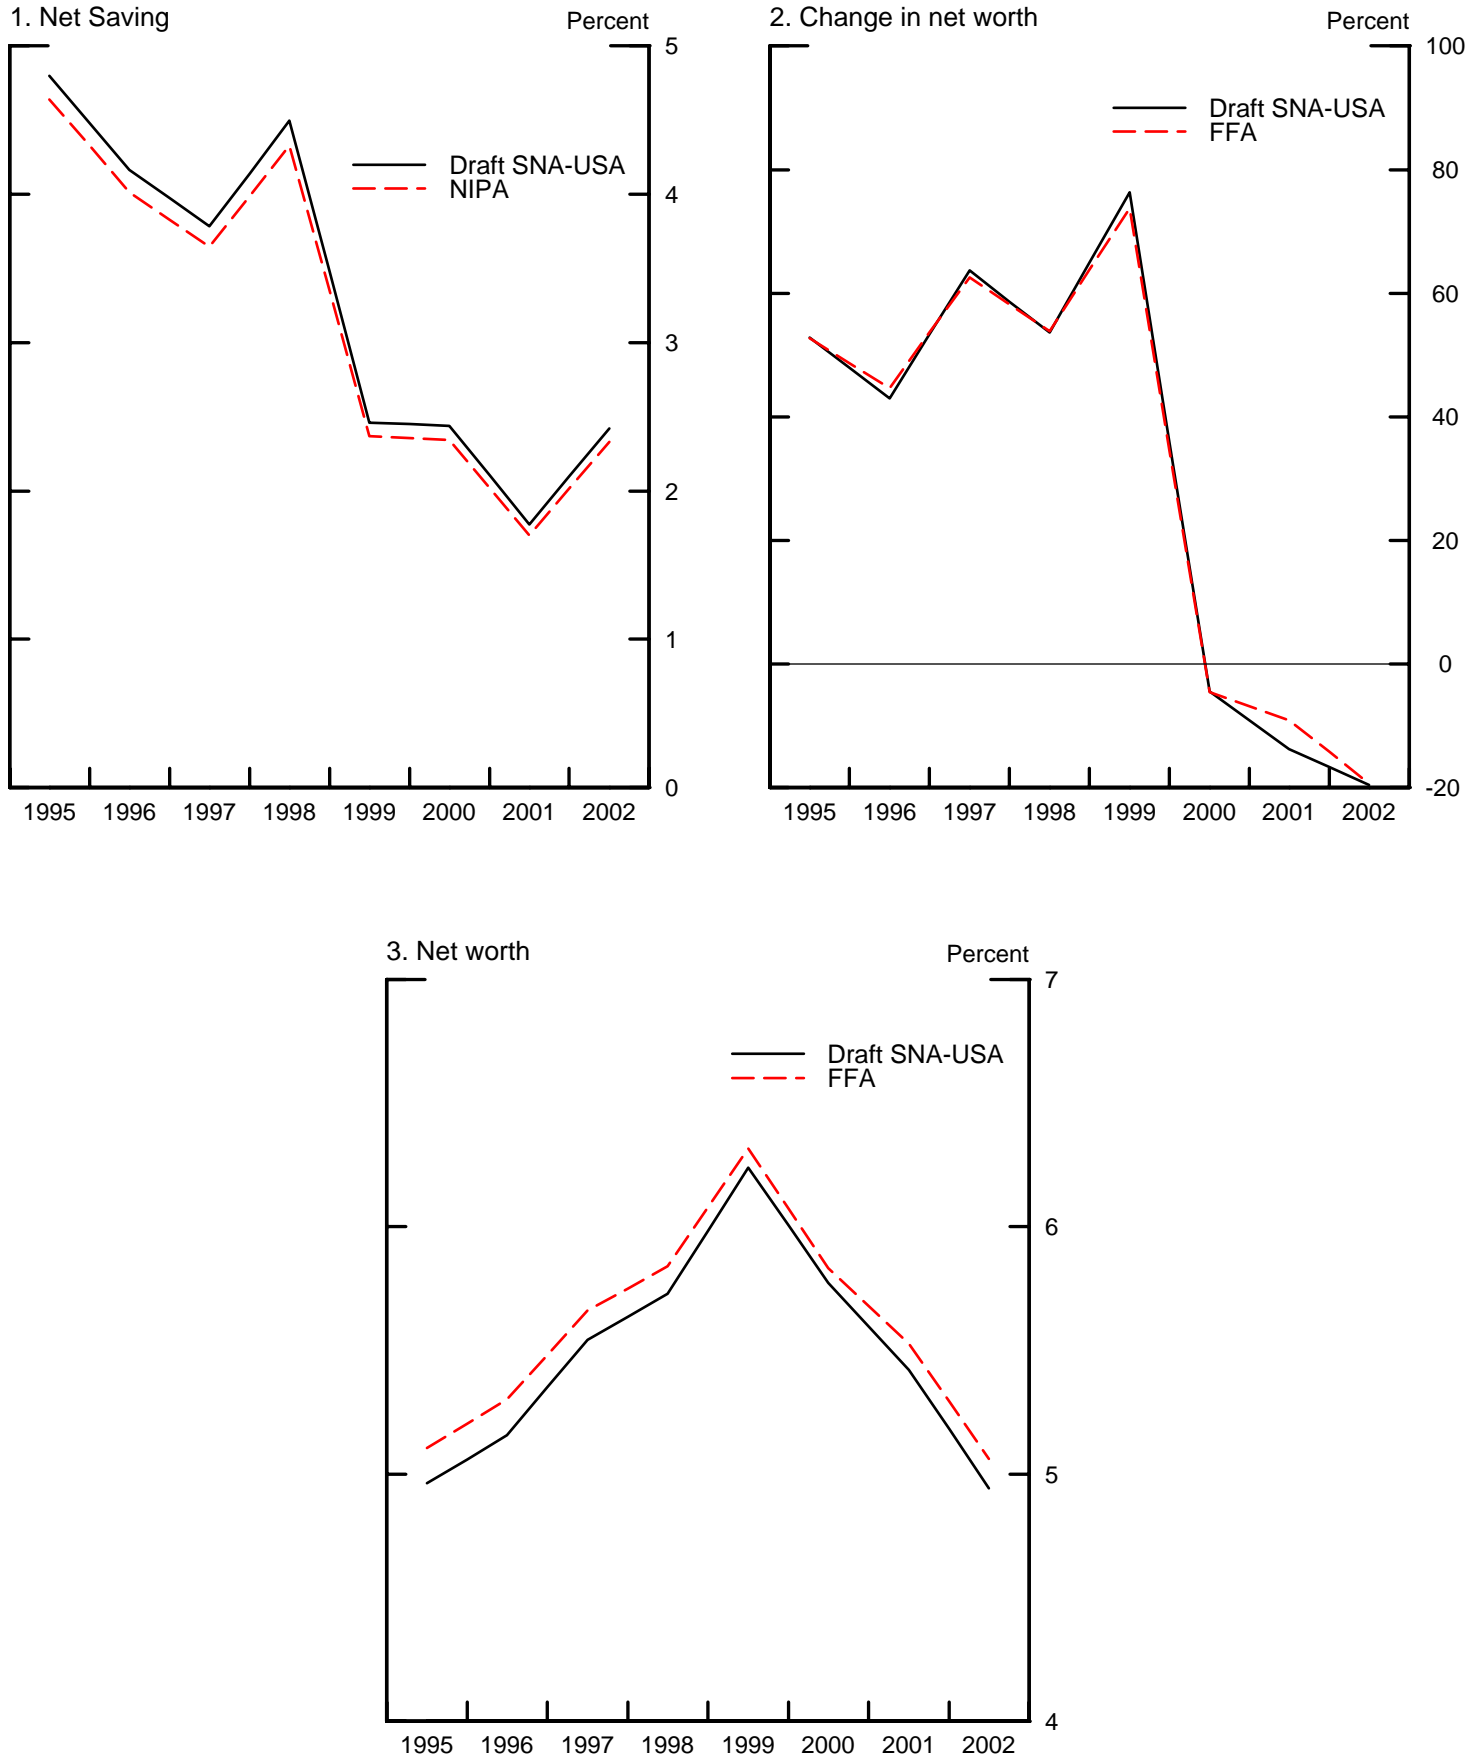 1. Net Saving
Percent
5
Draft SNA-USA
NIPA
4
3
2
1
0
1995 1996 1997 1998 1999 2000 2001 2002
2. Change in net worth
Percent
100
Draft SNA-USA
FFA
80
60
40
20
0
-20
1995 1996 1997 1998 1999 2000 2001 2002
3. Net worth
Percent
7
Draft SNA-USA
FFA
6
5
4
1995 1996 1997 1998 1999 2000 2001 2002